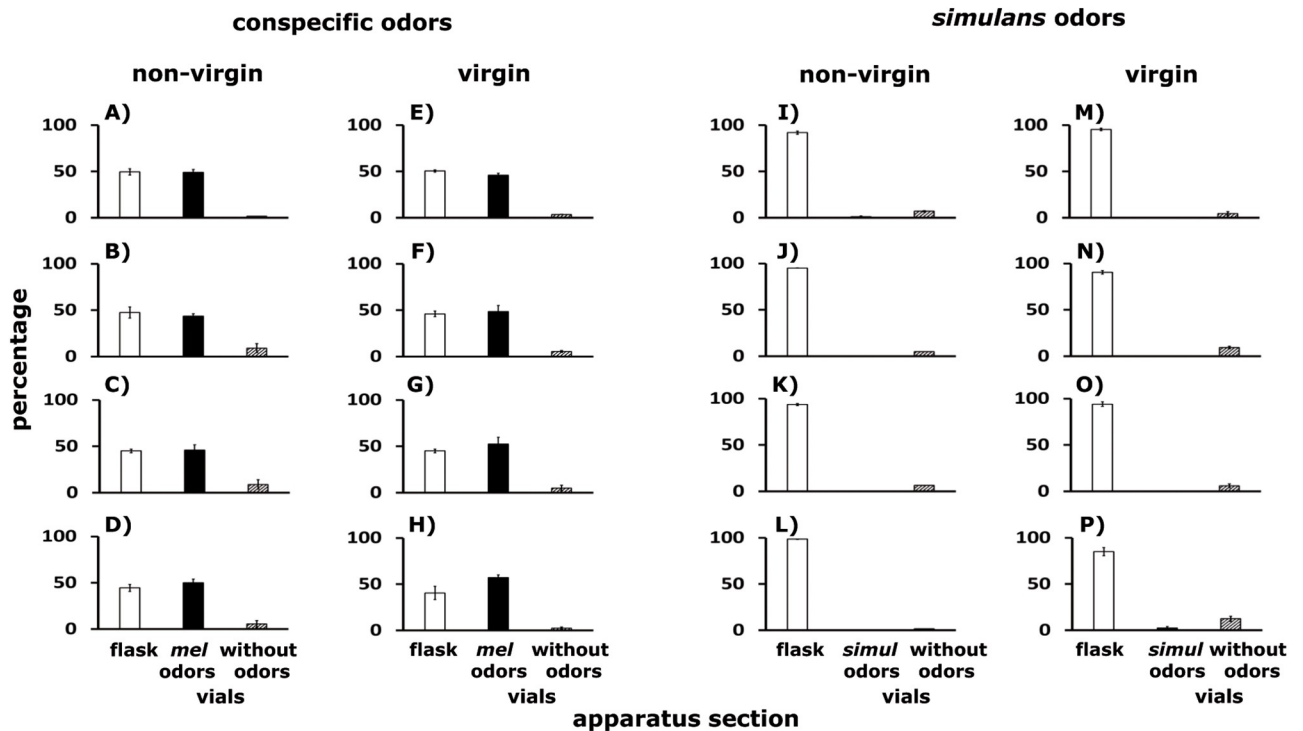 conspecific odors
simulans odors
non-virgin
virgin
non-virgin
virgin
percentage
A)
100
50
0
E)
100
50
0
I)
100
50
0
M)
100
50
0
B)
100
50
0
F)
100
50
0
J)
100
50
0
N)
100
50
0
C)
100
50
0
G)
100
50
0
K)
100
50
0
O)
100
50
0
D)
100
50
0
H)
100
50
0
L)
100
50
0
P)
100
50
0
flask mel without
odors odors
vials
flask mel without
odors odors
vials
flask simul without
odors odors
vials
flask simul without
odors odors
vials
apparatus section